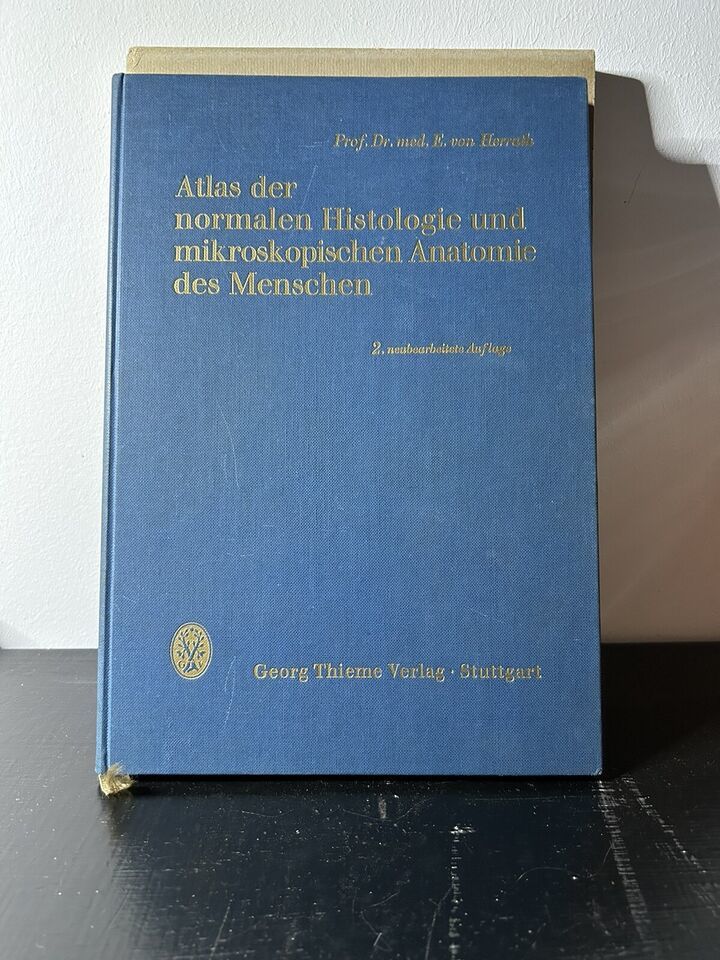 Prof. Dr. med. E. von Herrath
Atlas der
normalen Histologie und
mikroskopischen Anatomie
des Menschen
2. neubearbeitete Auflage
Georg Thieme Verlag · Stuttgart